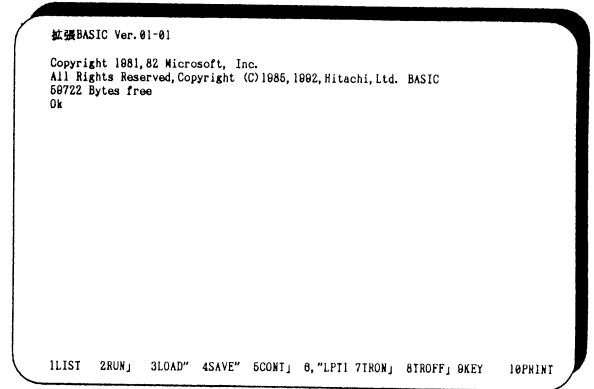 拡張BASIC Ver.01-01
Copyright 1981,82 Microsoft, Inc.
All Rights Reserved,Copyright (C)1985,1992,Hitachi,Ltd. BASIC
59722 Bytes free
Ok
1LIST 2RUN」 3LOAD" 4SAVE" 5CONT」 6,"LPT1 7TRON」 8TROFF」 9KEY 10PRINT